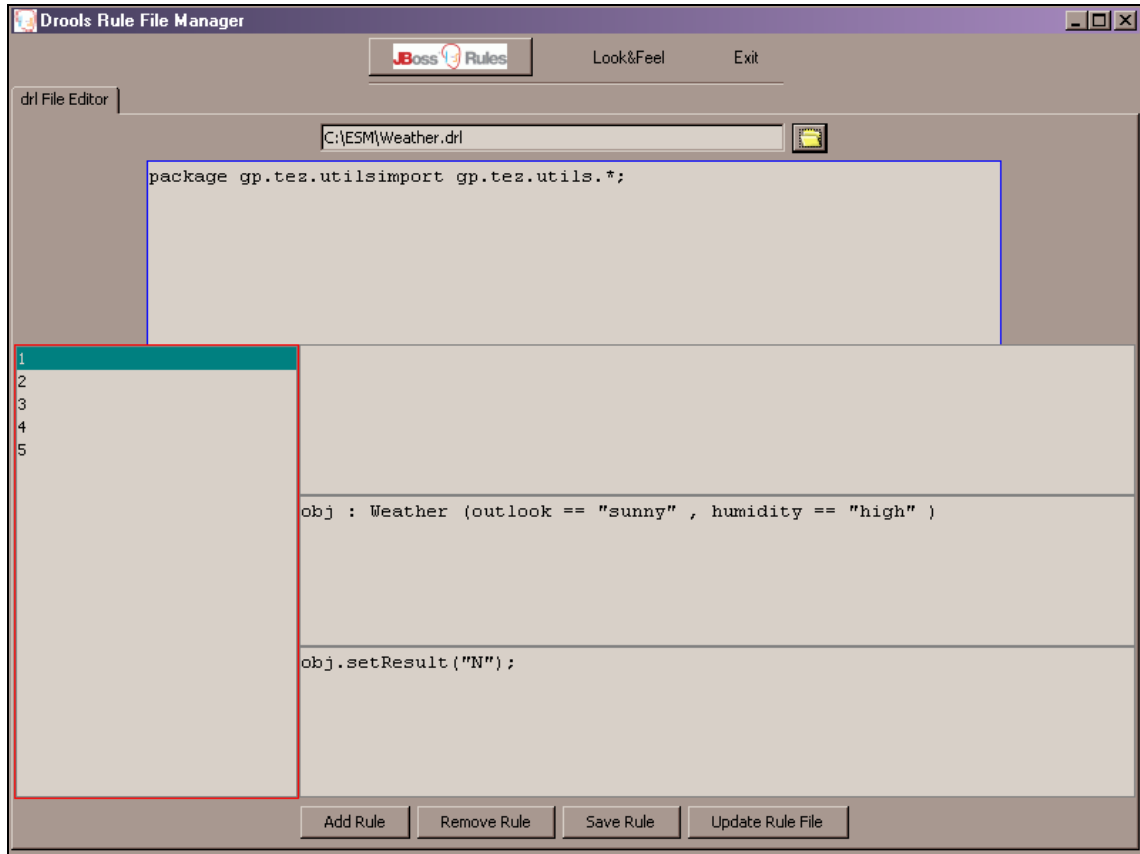 Drools Rule File Manager
JBoss Rules Look&Feel Exit
drl File Editor
C:\ESM\Weather.drl
package gp.tez.utilsimport gp.tez.utils.*;
1
2
3
4
5
obj : Weather (outlook == "sunny" , humidity == "high" )
obj.setResult("N");
Add Rule Remove Rule Save Rule Update Rule File